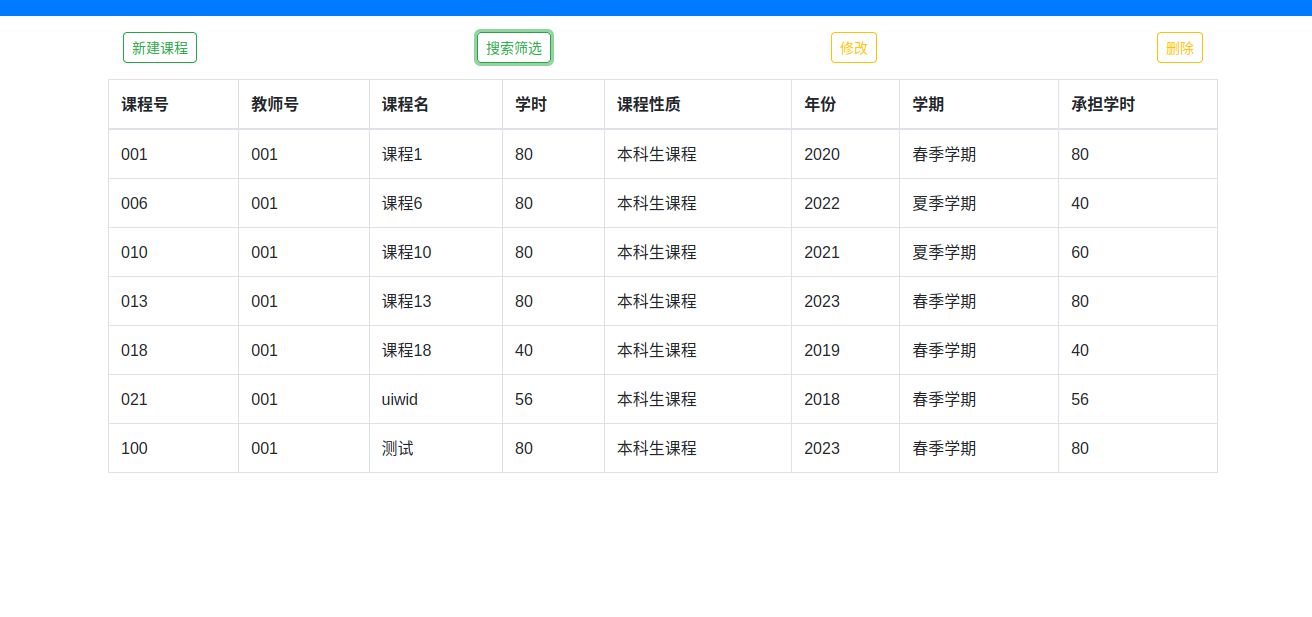 新建课程 搜索筛选 修改 删除
课程号 教师号 课程名 学时 课程性质 年份 学期 承担学时
001 001 课程1 80 本科生课程 2020 春季学期 80
006 001 课程6 80 本科生课程 2022 夏季学期 40
010 001 课程10 80 本科生课程 2021 夏季学期 60
013 001 课程13 80 本科生课程 2023 春季学期 80
018 001 课程18 40 本科生课程 2019 春季学期 40
021 001 uiwid 56 本科生课程 2018 春季学期 56
100 001 测试 80 本科生课程 2023 春季学期 80